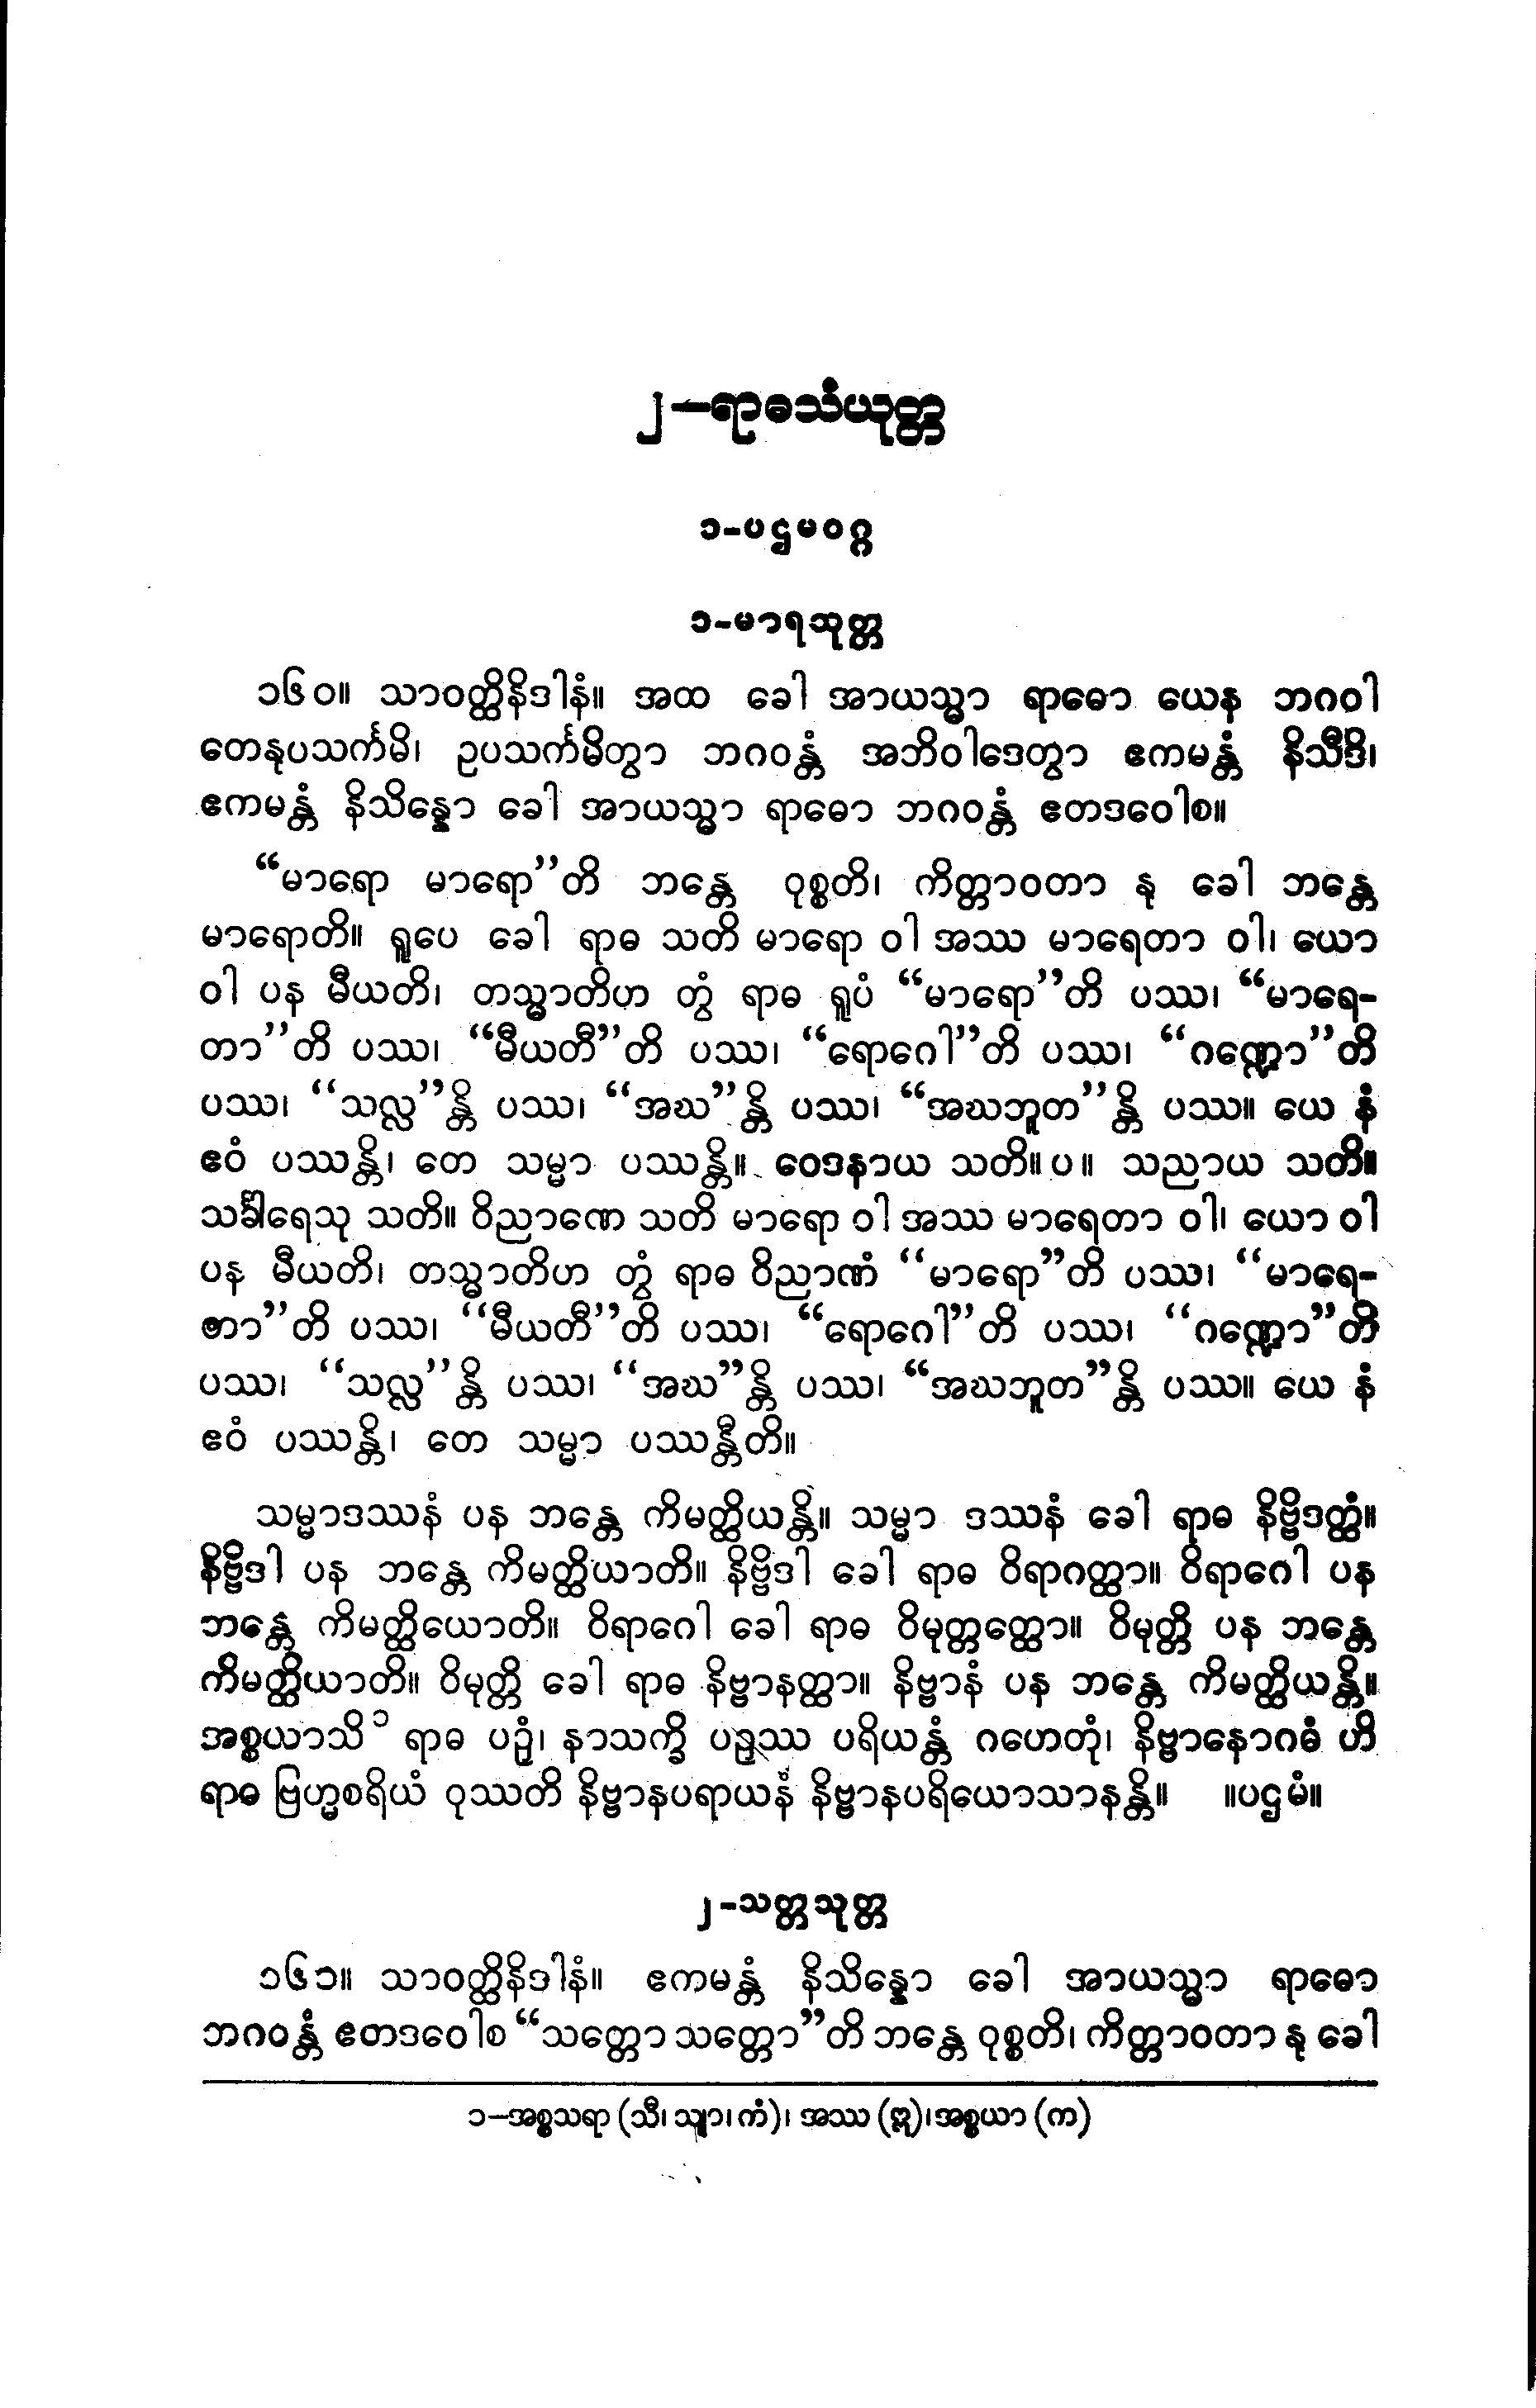 ၂—ရာဓသံယုတ္တ
၁-ပဌမဝဂ္ဂ
၁-မာရသုတ္တ
၁၆၀။ သာဝတ္ထိနိဒါနံ။ အထ ခေါ အာယသ္မာ ရာဓော ယေန ဘဂဝါ
တေနုပသင်္ကမိ၊ ဥပသင်္ကမိတွာ ဘဂဝန္တံ အဘိဝါဒေတွာ ဧကမန္တံ နိသီဒိ၊
ဧကမန္တံ နိသိန္နော ခေါ အာယသ္မာ ရာဓော ဘဂဝန္တံ ဧတဒဝေါစ။
“မာရော မာရော”တိ ဘန္တေ ဝုစ္စတိ၊ ကိတ္တာဝတာ နု ခေါ ဘန္တေ
မာရောတိ။ ရူပေ ခေါ ရာဓ သတိ မာရော ဝါ အဿ မာရေတာ ဝါ၊ ယော
ဝါ ပန မီယတိ၊ တသ္မာတိဟ တွံ ရာဓ ရူပံ “မာရော”တိ ပဿ၊ “မာရေ-
တာ”တိ ပဿ၊ “မီယတီ”တိ ပဿ၊ “ရောဂေါ”တိ ပဿ၊ “ဂဏ္ဍော”တိ
ပဿ၊ “သလ္လ”န္တိ ပဿ၊ “အဃ”န္တိ ပဿ၊ “အဃဘူတ”န္တိ ပဿ။ ယေ နံ
ဧဝံ ပဿန္တိ၊ တေ သမ္မာ ပဿန္တိ။ ဝေဒနာယ သတိ။ပ။ သညာယ သတိ။
သင်္ခါရေသု သတိ။ ဝိညာဏေ သတိ မာရော ဝါ အဿ မာရေတာ ဝါ၊ ယော ဝါ
ပန မီယတိ၊ တသ္မာတိဟ တွံ ရာဓ ဝိညာဏံ “မာရော”တိ ပဿ၊ “မာရေ-
တာ”တိ ပဿ၊ “မီယတီ”တိ ပဿ၊ “ရောဂေါ”တိ ပဿ၊ “ဂဏ္ဍော”တိ
ပဿ၊ “သလ္လ”န္တိ ပဿ၊ “အဃ”န္တိ ပဿ၊ “အဃဘူတ”န္တိ ပဿ။ ယေ နံ
ဧဝံ ပဿန္တိ၊ တေ သမ္မာ ပဿန္တီတိ။
သမ္မာဒဿနံ ပန ဘန္တေ ကိမတ္ထိယန္တိ။ သမ္မာ ဒဿနံ ခေါ ရာဓ နိဗ္ဗိဒတ္ထံ။
နိဗ္ဗိဒါ ပန ဘန္တေ ကိမတ္ထိယာတိ။ နိဗ္ဗိဒါ ခေါ ရာဓ ဝိရာဂတ္ထာ။ ဝိရာဂေါ ပန
ဘန္တေ ကိမတ္ထိယောတိ။ ဝိရာဂေါ ခေါ ရာဓ ဝိမုတ္တတ္ထော။ ဝိမုတ္တိ ပန ဘန္တေ
ကိမတ္ထိယာတိ။ ဝိမုတ္တိ ခေါ ရာဓ နိဗ္ဗာနတ္ထာ။ နိဗ္ဗာနံ ပန ဘန္တေ ကိမတ္ထိယန္တိ။
အစ္စယာသိ ၁ ရာဓ ပဉှံ၊ နာသက္ခိ ပဉှဿ ပရိယန္တံ ဂဟေတုံ၊ နိဗ္ဗာနောဂဓံ ဟိ
ရာဓ ဗြဟ္မစရိယံ ဝုဿတိ နိဗ္ဗာနပရာယနံ နိဗ္ဗာနပရိယောသာနန္တိ။ ။ပဌမံ။
၂-သတ္တသုတ္တ
၁၆၁။ သာဝတ္ထိနိဒါနံ။ ဧကမန္တံ နိသိန္နော ခေါ အာယသ္မာ ရာဓော
ဘဂဝန္တံ ဧတဒဝေါစ “သတ္တော သတ္တော”တိ ဘန္တေ ဝုစ္စတိ၊ ကိတ္တာဝတာ နု ခေါ
၁—အစ္စသရာ (သီ၊ သျာ၊ ကံ)၊ အဿ (ဣ)၊ အစ္စယာ (က)